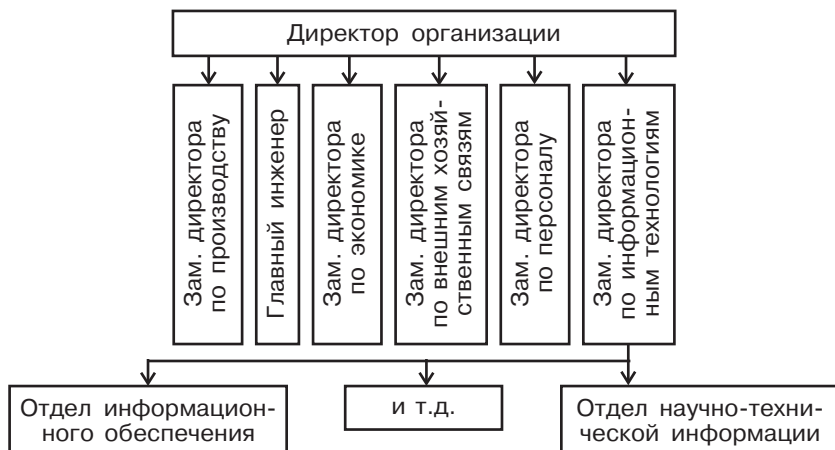 Директор организации
Зам. директора
по производству
Главный инженер
Зам. директора
по экономике
Зам. директора
по внешним хозяй-
ственным связям
Зам. директора
по персоналу
Зам. директора
по информацион-
ным технологиям
Отдел информацион-
ного обеспечения
и т.д.
Отдел научно-техни-
ческой информации